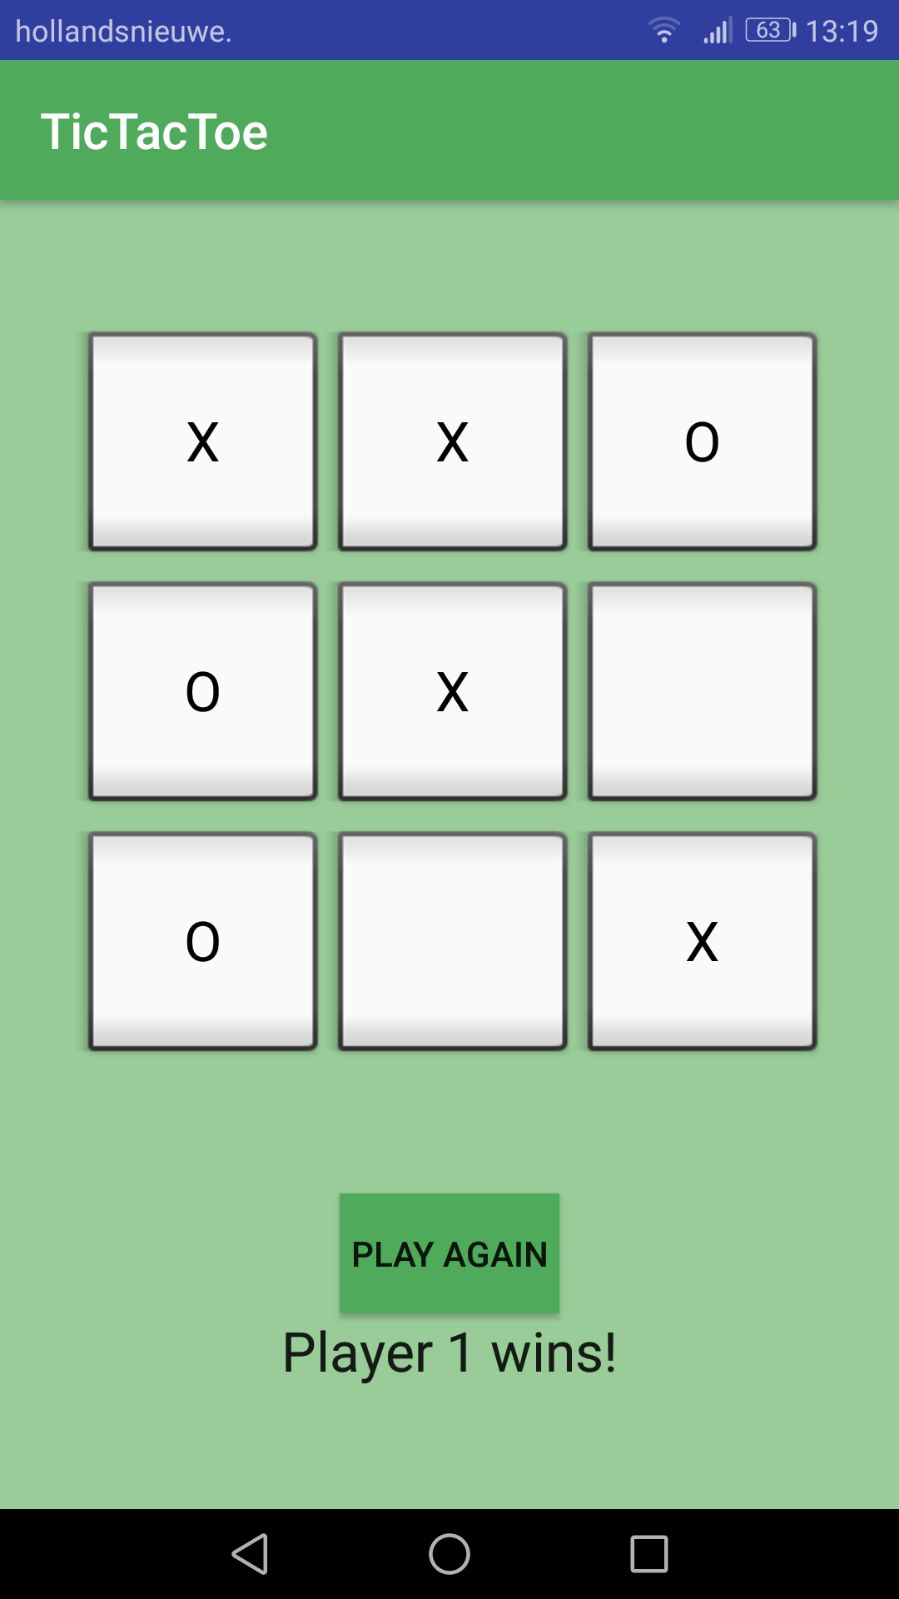 hollandsnieuwe. 63 13:19
TicTacToe
X X O
O X
O X
PLAY AGAIN
Player 1 wins!